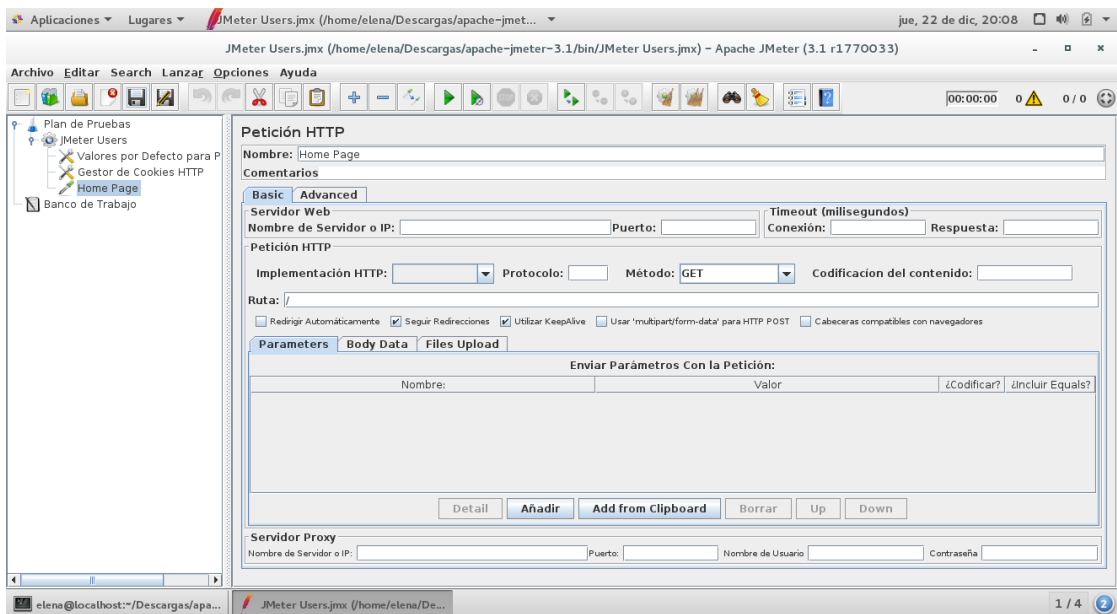 Aplicaciones Lugares JMeter Users.jmx (/home/elena/Descargas/apache-jmet... jue, 22 de dic, 20:08
JMeter Users.jmx (/home/elena/Descargas/apache-jmeter-3.1/bin/JMeter Users.jmx) - Apache JMeter (3.1 r1770033)
Archivo Editar Search Lanzar Opciones Ayuda
00:00:00 0 0 / 0
Plan de Pruebas
JMeter Users
Valores por Defecto para P
Gestor de Cookies HTTP
Home Page
Banco de Trabajo
Petición HTTP
Nombre: Home Page
Comentarios
Basic Advanced
Servidor Web Timeout (milisegundos)
Nombre de Servidor o IP: Puerto: Conexión: Respuesta:
Petición HTTP
Implementación HTTP: Protocolo: Método: GET Codificacion del contenido:
Ruta: /
Redirigir Automáticamente Seguir Redirecciones Utilizar KeepAlive Usar 'multipart/form-data' para HTTP POST Cabeceras compatibles con navegadores
Parameters Body Data Files Upload
Enviar Parámetros Con la Petición:
Nombre: Valor ¿Codificar? ¿Incluir Equals?
Detail Añadir Add from Clipboard Borrar Up Down
Servidor Proxy
Nombre de Servidor o IP: Puerto: Nombre de Usuario Contraseña
elena@localhost:~/Descargas/apa... JMeter Users.jmx (/home/elena/De... 1 / 4 2